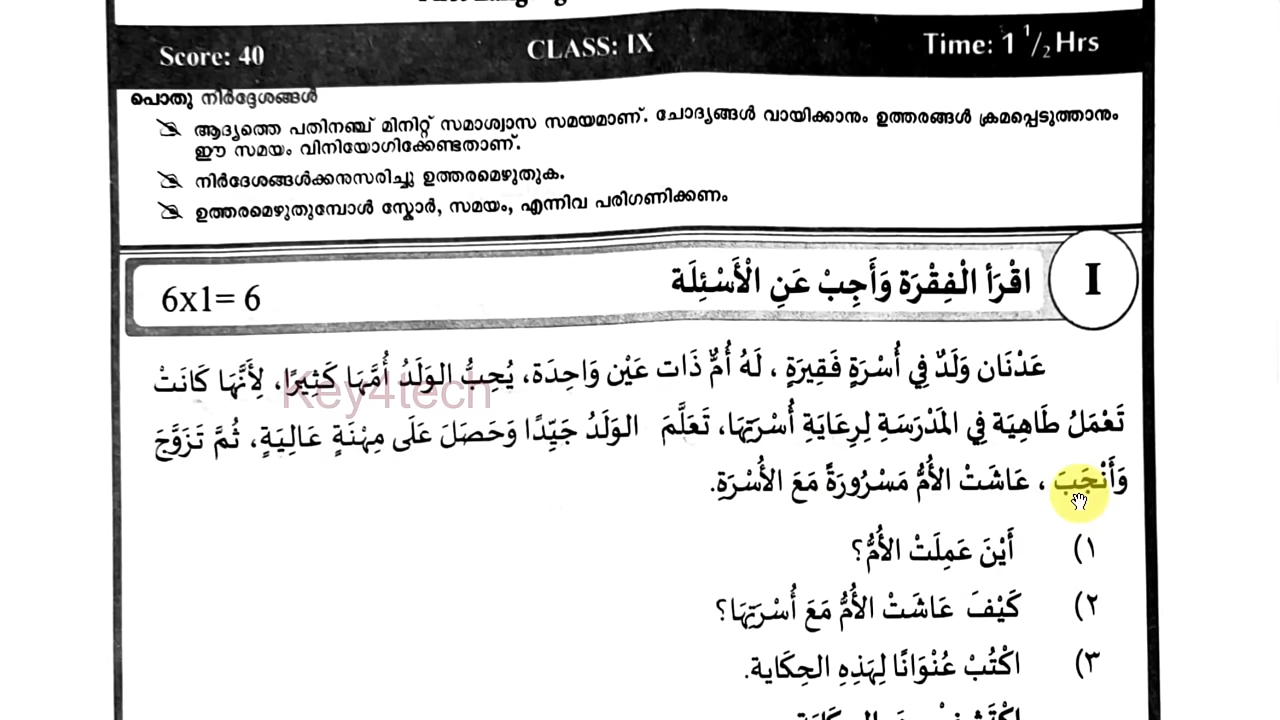 Score: 40 CLASS: IX Time: 1 1/2 Hrs
പൊതു നിർദ്ദേശങ്ങൾ
ആദ്യത്തെ പതിനഞ്ച് മിനിറ്റ് സമാശ്വാസ സമയമാണ്. ചോദ്യങ്ങൾ വായിക്കാനും ഉത്തരങ്ങൾ ക്രമപ്പെടുത്താനും
ഈ സമയം വിനിയോഗിക്കേണ്ടതാണ്.
നിർദേശങ്ങൾക്കനുസരിച്ചു ഉത്തരമെഴുതുക.
ഉത്തരമെഴുതുമ്പോൾ സ്കോർ, സമയം, എന്നിവ പരിഗണിക്കണം
I اقْرَأ الْفِقْرَة وَأَجِبْ عَنِ الْأَسْئِلَة 6x1= 6
عَدْنَان وَلَدٌ فِي أُسْرَةٍ فَقِيرَةٍ ، لَهُ أُمٌّ ذَات عَيْن وَاحِدَة، يُحِبُّ الوَلَدُ أُمَّهَا كَثِيرًا، لِأَنَّهَا كَانَتْ
Key4tech
تَعْمَلُ طَاهِيَة فِي المَدْرَسَةِ لِرِعَايَةِ أُسْرَتِهَا، تَعَلَّمَ الوَلَدُ جَيِّدًا وَحَصَلَ عَلَى مِهْنَةٍ عَالِيَةٍ، ثُمَّ تَزَوَّجَ
وَأَنْجَبَ ، عَاشَتْ الأُمُّ مَسْرُورَةً مَعَ الأُسْرَةِ.
١) أَيْنَ عَمِلَتْ الأُمُّ؟
٢) كَيْفَ عَاشَتْ الأُمُّ مَعَ أُسْرَتِهَا؟
٣) اكْتُبْ عُنْوَانًا لِهَذِهِ الحِكَاية.